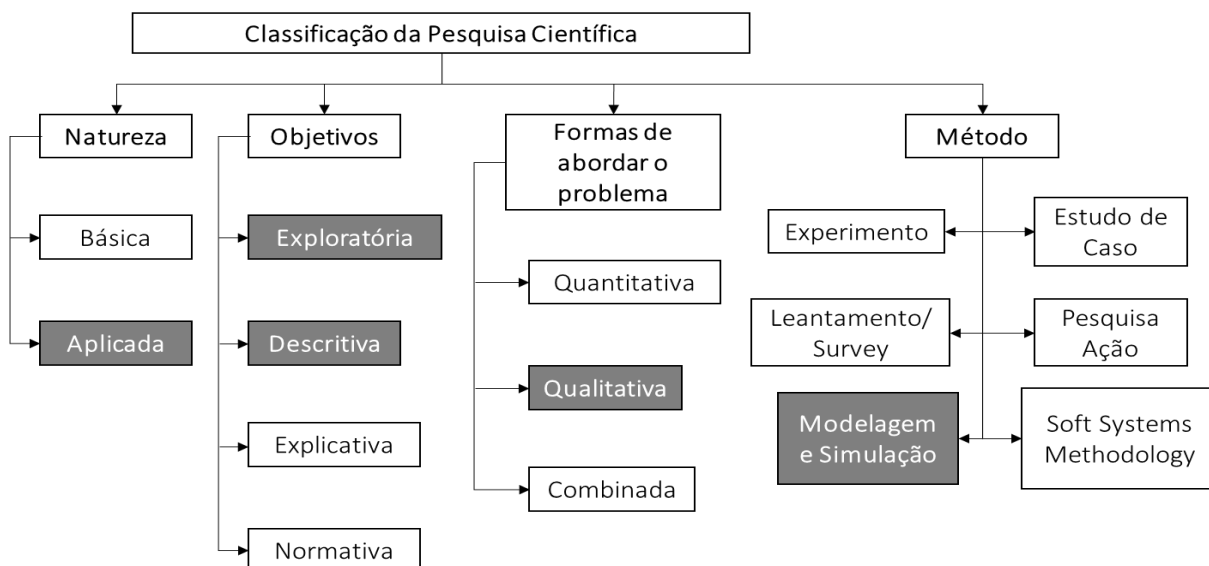 Classificação da Pesquisa Científica
Natureza
Básica
Aplicada
Objetivos
Exploratória
Descritiva
Explicativa
Normativa
Formas de
abordar o
problema
Quantitativa
Qualitativa
Combinada
Método
Experimento
Estudo de
Caso
Leantamento/
Survey
Pesquisa
Ação
Modelagem
e Simulação
Soft Systems
Methodology